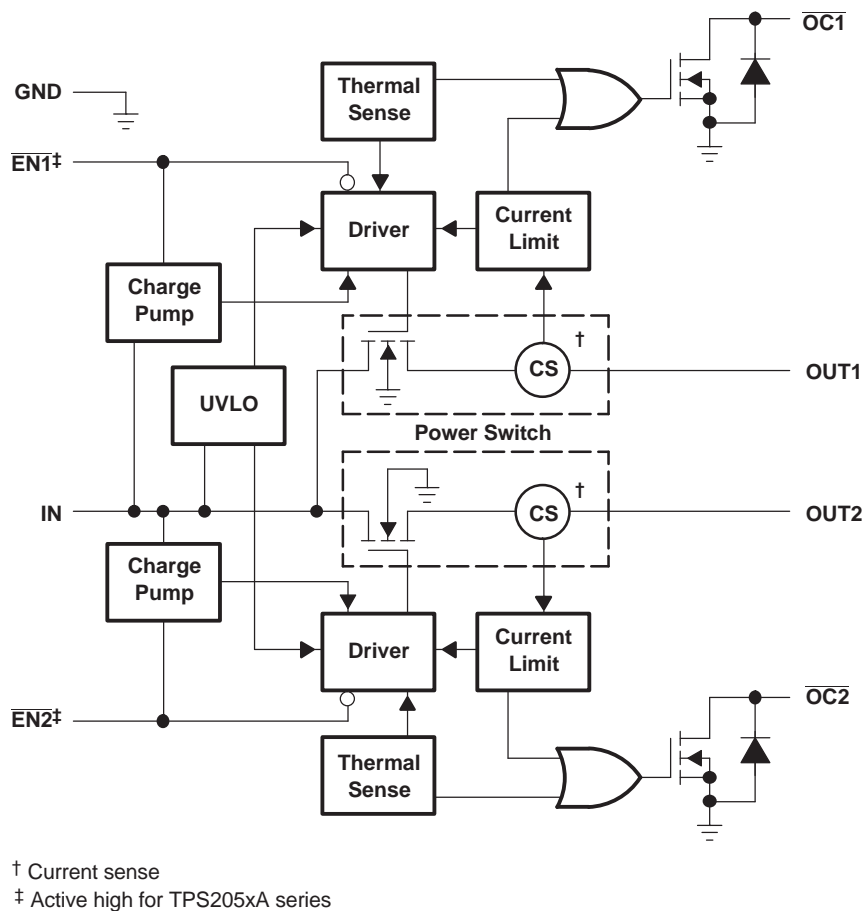 OC1
Thermal
Sense
GND
EN1‡
Driver
Current
Limit
Charge
Pump
†
CS
OUT1
UVLO
Power Switch
†
IN
CS
OUT2
Charge
Pump
Driver
Current
Limit
EN2‡
OC2
Thermal
Sense
† Current sense
‡ Active high for TPS205xA series